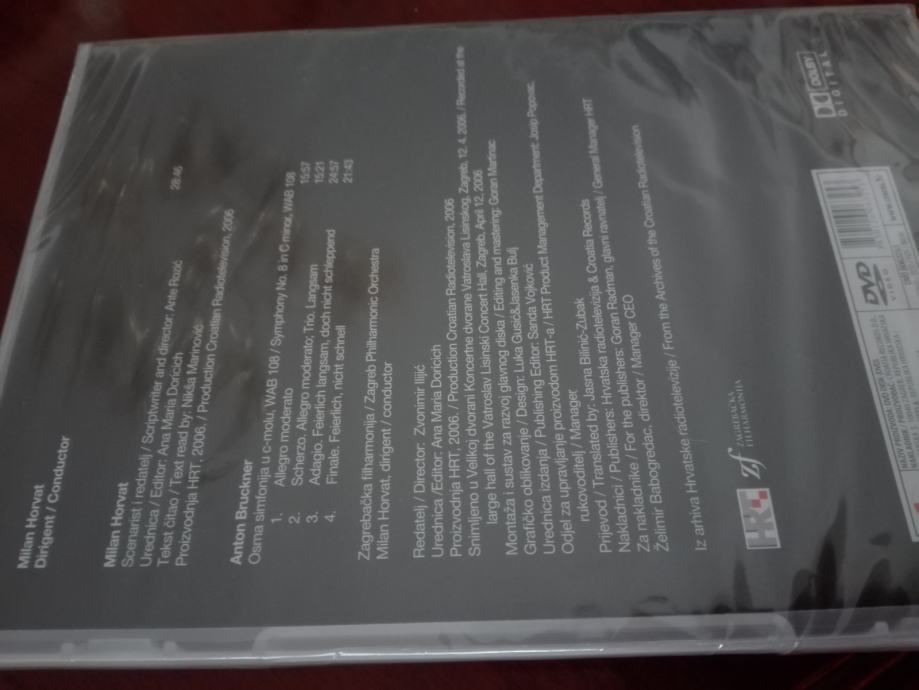 Milan Horvat
Dirigent / Conductor
Milan Horvat
Scenarist i redatelj / Scriptwriter and director: Ante Rozić
Urednica / Editor: Ana Maria Doricich
Tekst čitao / Text read by: Nikša Marinović
Proizvodnja HRT, 2006. / Production Croatian Radiotelevision, 2006
28:46
Anton Bruckner
Osma simfonija u c-molu, WAB 108 / Symphony No. 8 in C minor, WAB 108
1. Allegro moderato 15:57
2. Scherzo. Allegro moderato; Trio. Langsam 15:21
3. Adagio. Feierlich langsam, doch nicht schleppend 24:57
4. Finale. Feierlich, nicht schnell 21:43
Zagrebačka filharmonija / Zagreb Philharmonic Orchestra
Milan Horvat, dirigent / conductor
Redatelj / Director: Zvonimir Ilijić
Urednica / Editor: Ana Maria Doricich
Proizvodnja HRT, 2006. / Production Croatian Radiotelevision, 2006
Snimljeno u Velikoj dvorani Koncertne dvorane Vatroslava Lisinskog, Zagreb, 12. 4. 2006. / Recorded at the
large hall of the Vatroslav Lisinski Concert Hall, Zagreb, April 12, 2006
Montaža i sustav za razvoj glavnog diska / Editing and mastering: Goran Martinac
Grafičko oblikovanje / Design: Luka Gusić&Jasenka Bulj
Urednica izdanja / Publishing Editor: Sanda Vojković
Odjel za upravljanje proizvodom HRT-a / HRT Product Management Department: Josip Popovac,
rukovoditelj / Manager
Prijevod / Translated by: Jasna Bilinić-Zubak
Nakladnici / Publishers: Hrvatska radiotelevizija & Croatia Records
Za nakladnike / For the publishers: Goran Radman, glavni ravnatelj / General Manager HRT
Želimir Babogredac, direktor / Manager CEO
Iz arhiva Hrvatske radiotelevizije / From the Archives of the Croatian Radiotelevision
HRT
zf ZAGREBAČKA
FILHARMONIJA
DVD
VIDEO
DOLBY
DIGITAL